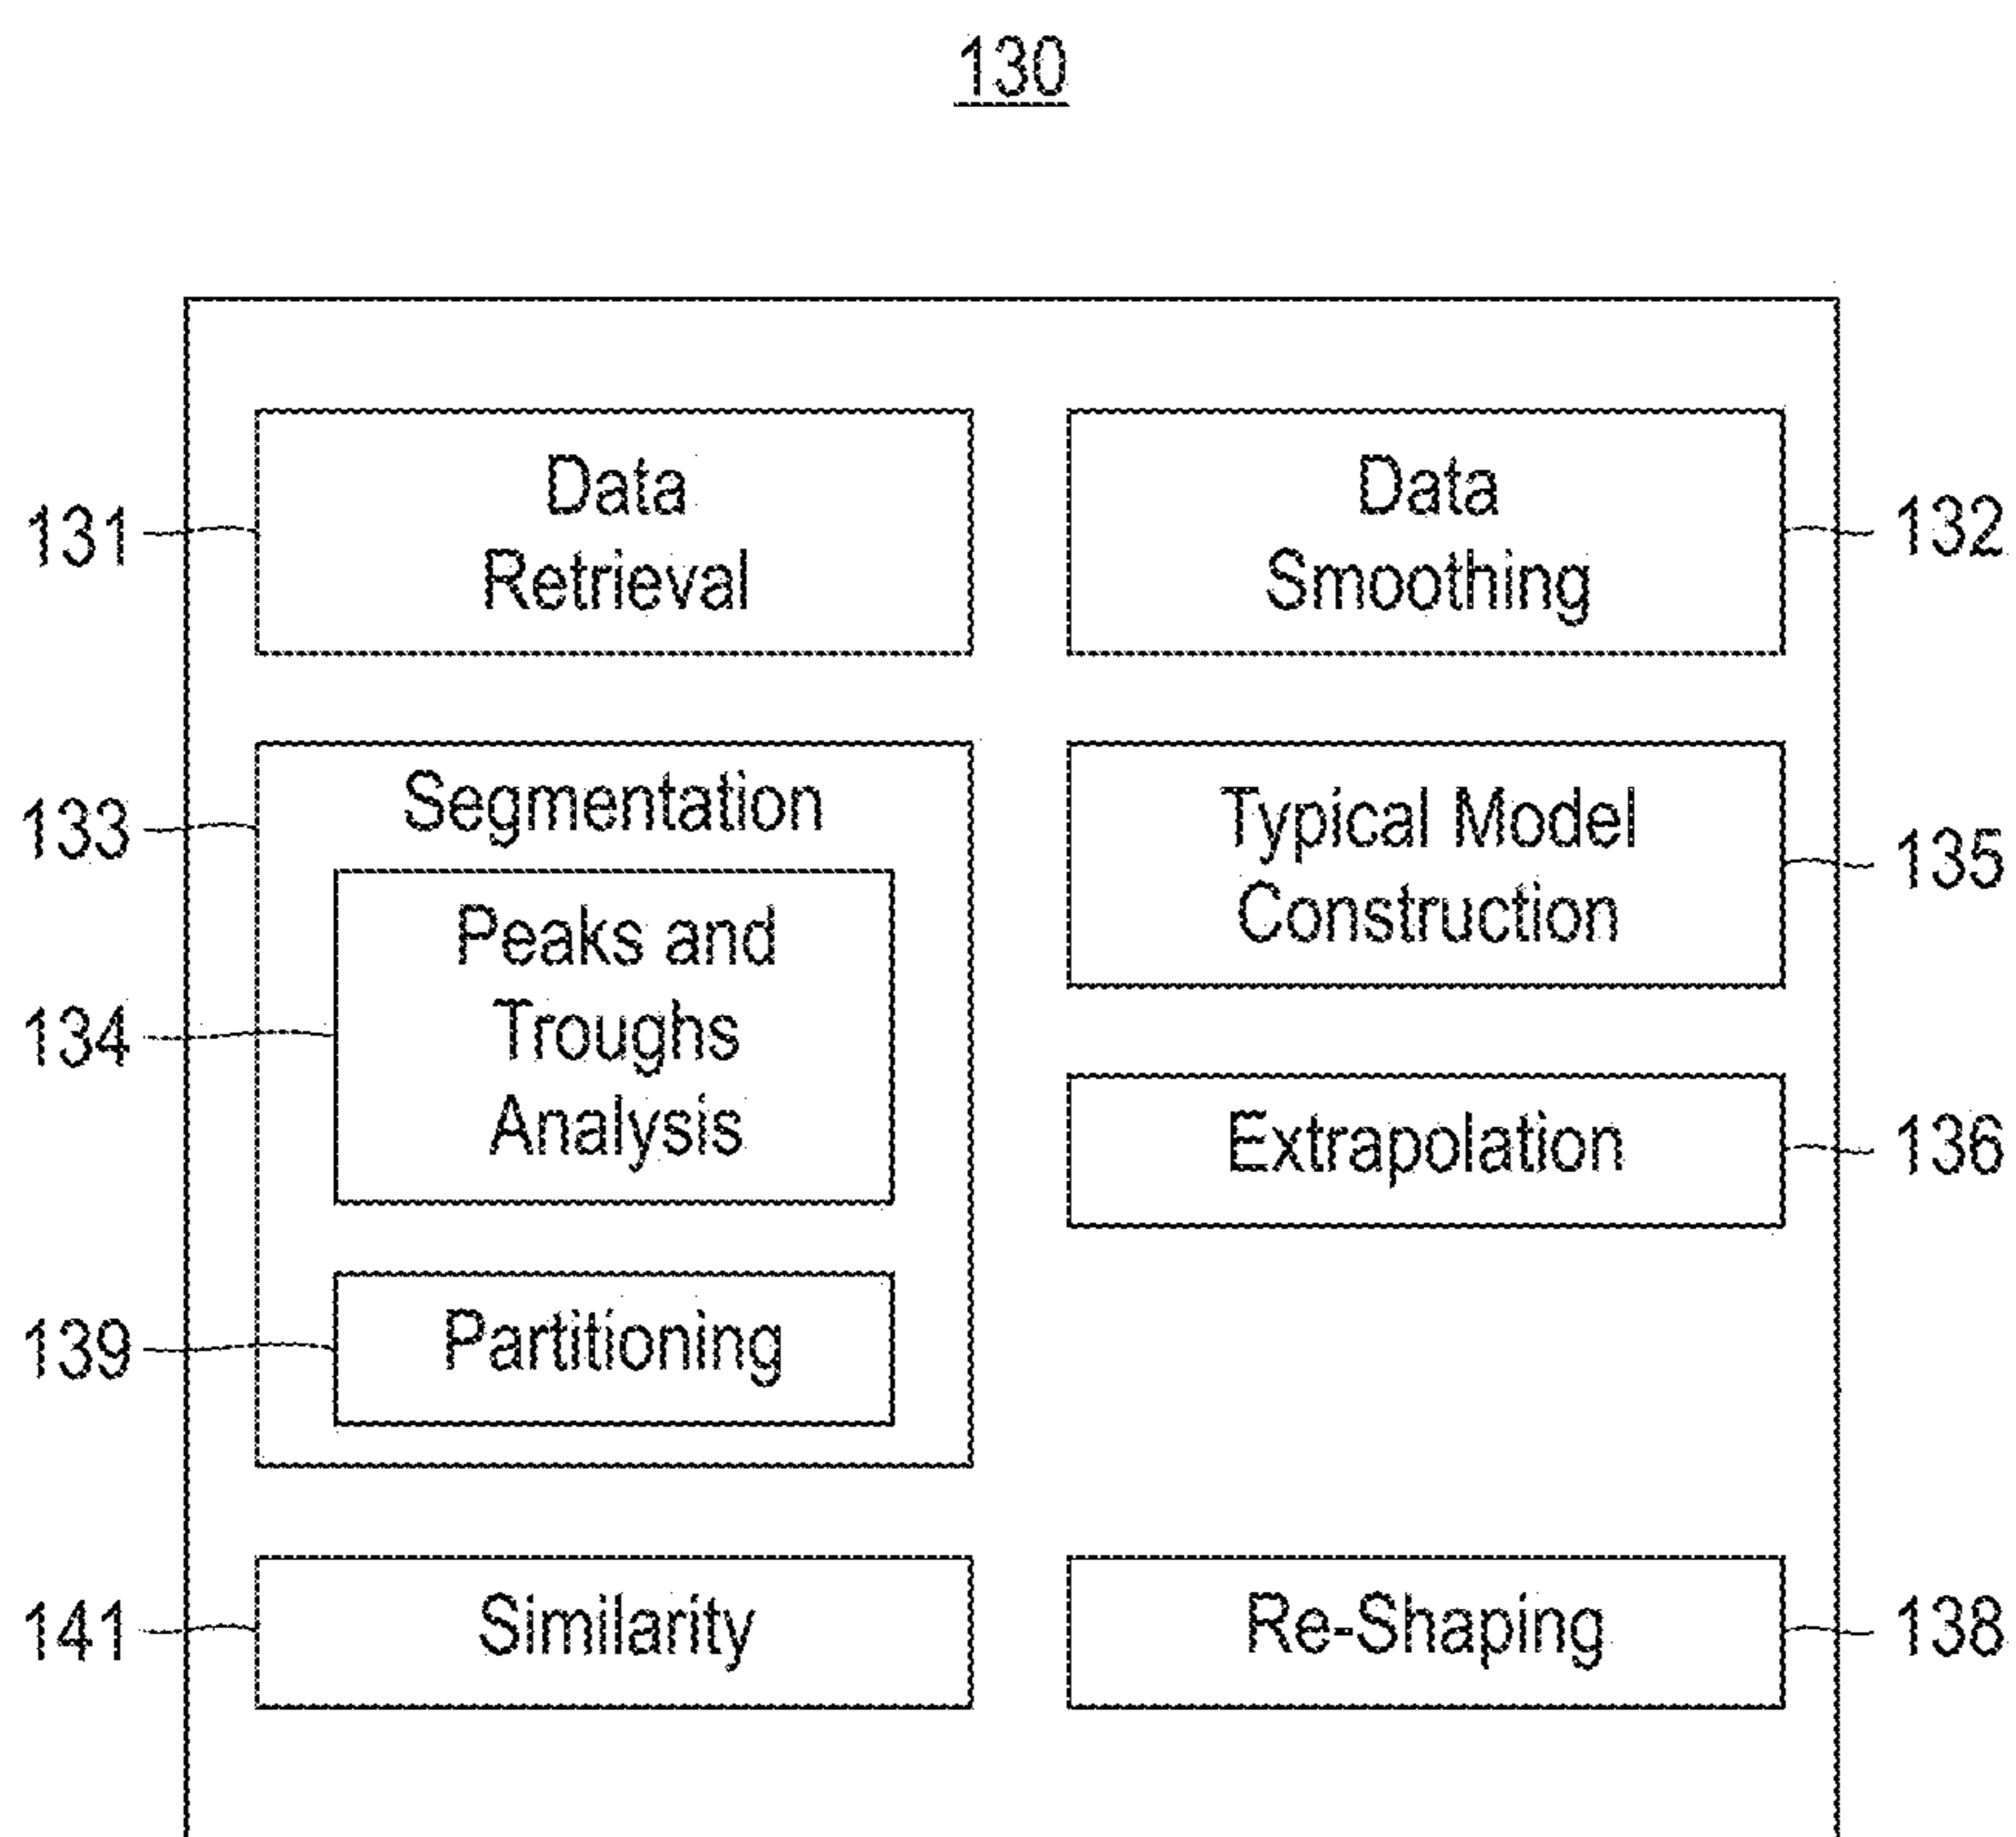 130
131
Data
Retrieval
Data
Smoothing
132
133
Segmentation
134
Peaks and
Troughs
Analysis
139
Partitioning
Typical Model
Construction
135
Extrapolation
136
141
Similarity
Re-Shaping
138